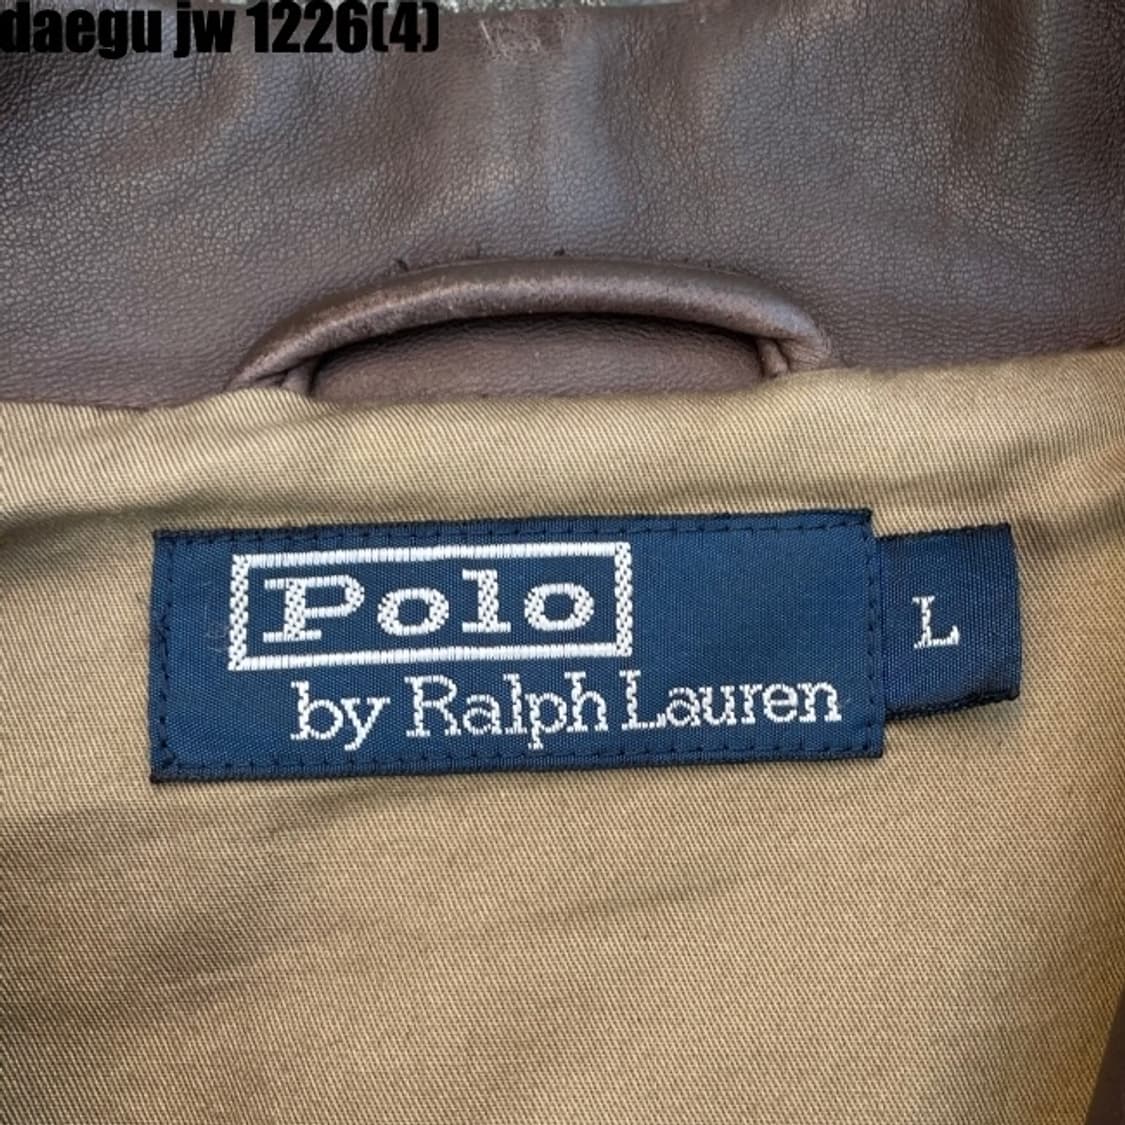 daegu jw 1226(4)
Polo
by Ralph Lauren
L